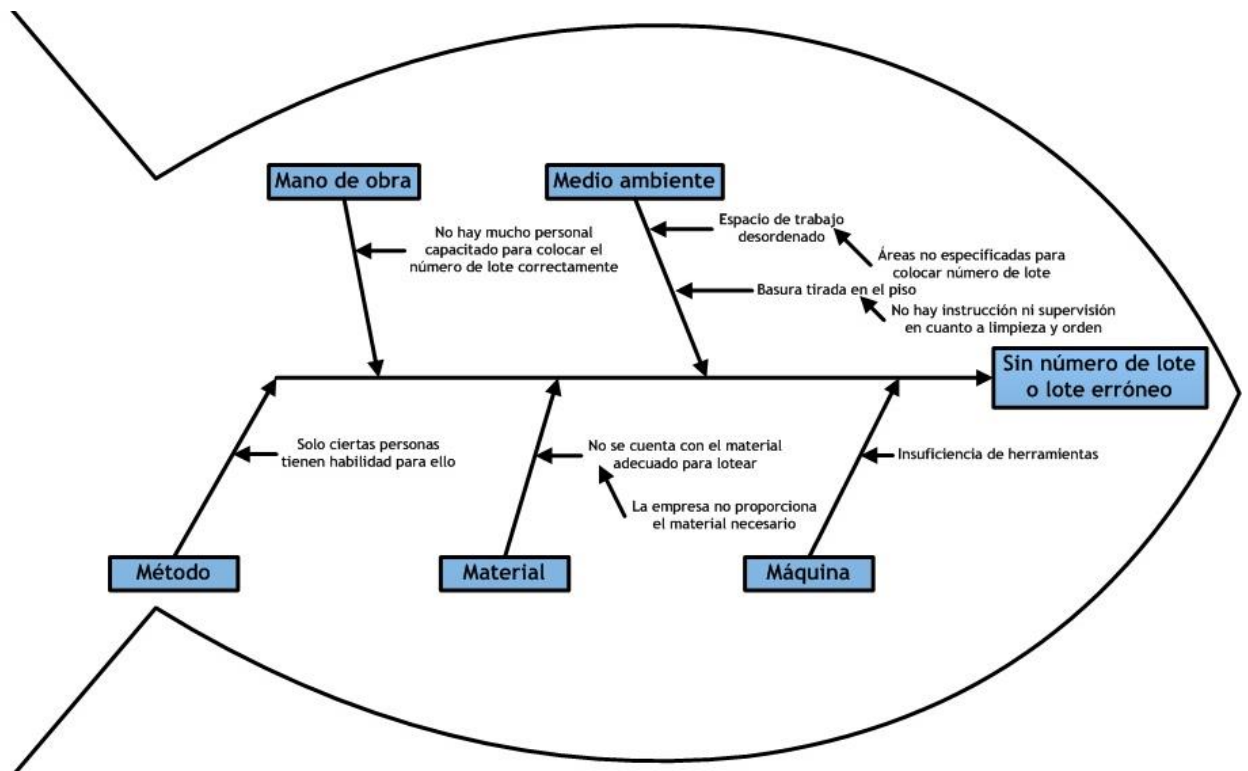 Mano de obra
Medio ambiente
No hay mucho personal
capacitado para colocar el
número de lote correctamente
Espacio de trabajo
desordenado
Áreas no especificadas para
colocar número de lote
Basura tirada en el piso
No hay instrucción ni supervisión
en cuanto a limpieza y orden
Sin número de lote
o lote erróneo
Solo ciertas personas
tienen habilidad para ello
No se cuenta con el material
adecuado para lotear
La empresa no proporciona
el material necesario
Insuficiencia de herramientas
Método
Material
Máquina